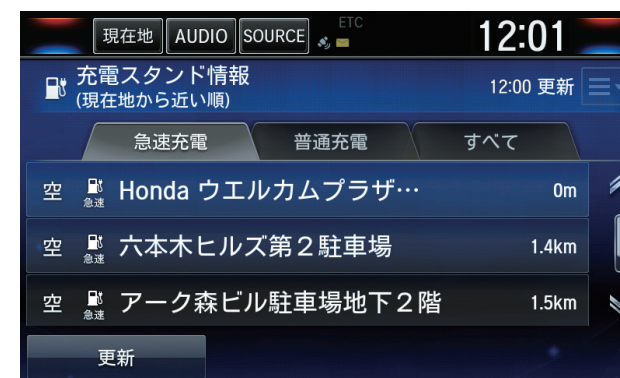 現在地 AUDIO SOURCE ETC 12:01
充電スタンド情報
(現在地から近い順) 12:00 更新
急速充電 普通充電 すべて
空 急速 Honda ウエルカムプラザ… 0m
空 急速 六本木ヒルズ第２駐車場 1.4km
空 急速 アーク森ビル駐車場地下２階 1.5km
更新